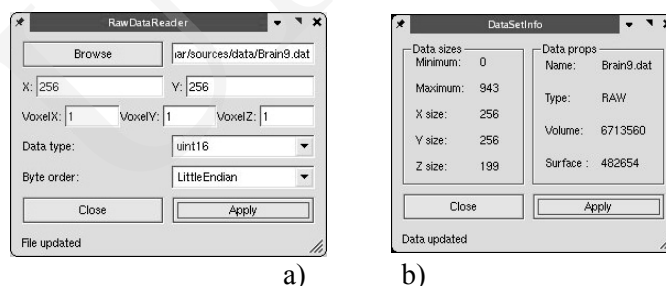 RawDataReader
Browse
ıar/sources/data/Brain9.dat
X: 256 Y: 256
VoxelX: 1 VoxelY: 1 VoxelZ: 1
Data type: uint16
Byte order: LittleEndian
Close Apply
File updated
a)
DataSetInfo
Data sizes
Minimum: 0
Maximum: 943
X size: 256
Y size: 256
Z size: 199
Data props
Name: Brain9.dat
Type: RAW
Volume: 6713560
Surface : 482654
Close Apply
Data updated
b)